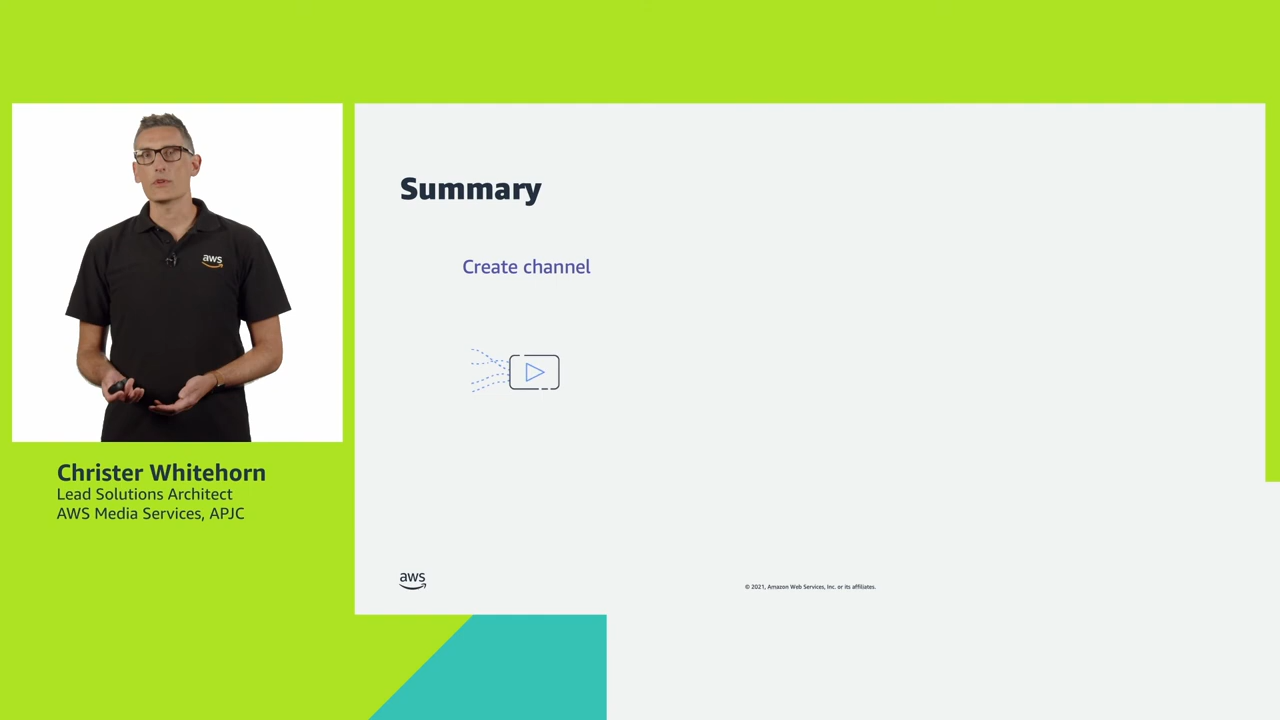 aws
Christer Whitehorn
Lead Solutions Architect
AWS Media Services, APJC
Summary
Create channel
aws
© 2021, Amazon Web Services, Inc. or its affiliates.